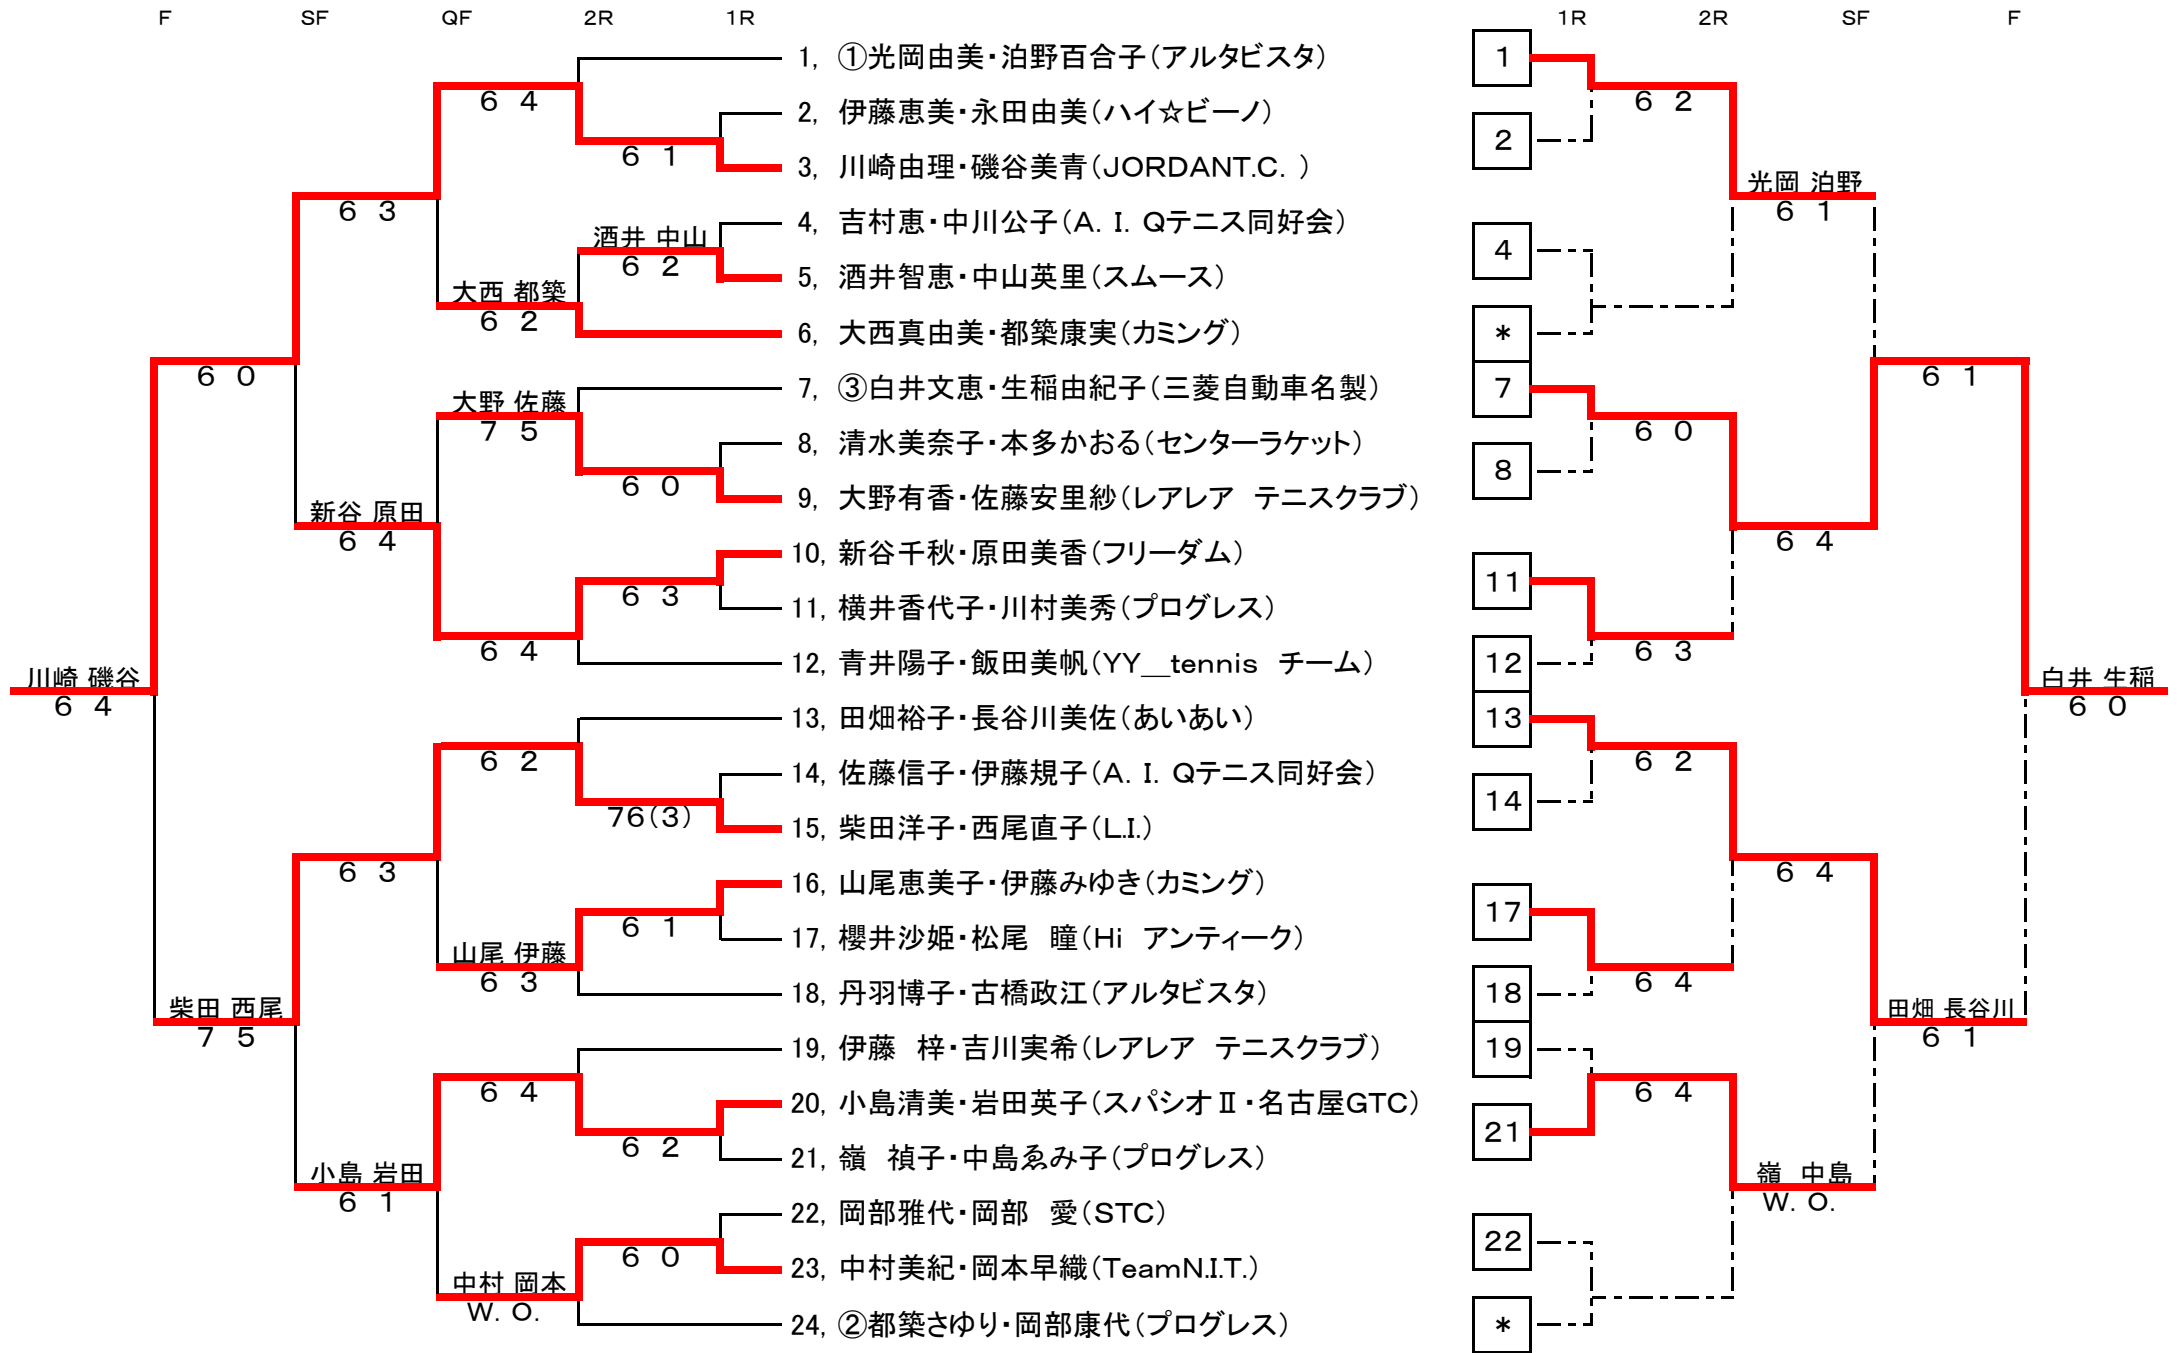 F SF QF 2R 1R 1R 2R SF F
1, ①光岡由美・泊野百合子(アルタビスタ) 1
6 4 6 2
2, 伊藤恵美・永田由美(ハイ☆ビーノ) 2
6 1
3, 川崎由理・磯谷美青(JORDANT.C. )
光岡 泊野
6 3 6 1
4, 吉村恵・中川公子(A. I. Qテニス同好会) 4
酒井 中山
6 2
5, 酒井智恵・中山英里(スムース)
大西 都築
6 2
6, 大西真由美・都築康実(カミング) *
6 0 6 1
7, ③白井文恵・生稲由紀子(三菱自動車名製) 7
大野 佐藤
7 5 6 0
8, 清水美奈子・本多かおる(センターラケット) 8
6 0
9, 大野有香・佐藤安里紗(レアレア テニスクラブ)
新谷 原田
6 4 6 4
10, 新谷千秋・原田美香(フリーダム)
6 3 11
11, 横井香代子・川村美秀(プログレス)
6 4 6 3
12, 青井陽子・飯田美帆(YY__tennis チーム) 12
川崎 磯谷 白井 生稲
6 4 6 0
13, 田畑裕子・長谷川美佐(あいあい) 13
6 2 6 2
14, 佐藤信子・伊藤規子(A. I. Qテニス同好会) 14
76(3)
15, 柴田洋子・西尾直子(L.I.)
6 3 6 4
16, 山尾恵美子・伊藤みゆき(カミング)
6 1 17
17, 櫻井沙姫・松尾 瞳(Hi アンティーク)
山尾 伊藤
6 3 6 4
18, 丹羽博子・古橋政江(アルタビスタ) 18
柴田 西尾 田畑 長谷川
7 5 6 1
19, 伊藤 梓・吉川実希(レアレア テニスクラブ) 19
6 4 6 4
20, 小島清美・岩田英子(スパシオⅡ・名古屋GTC)
6 2 21
21, 嶺 禎子・中島ゑみ子(プログレス)
小島 岩田 嶺 中島
6 1 W. O.
22, 岡部雅代・岡部 愛(STC) 22
6 0
23, 中村美紀・岡本早織(TeamN.I.T.)
中村 岡本
W. O.
24, ②都築さゆり・岡部康代(プログレス) *